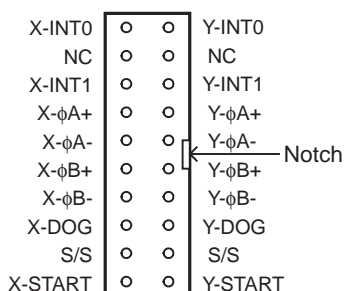 X-INT0 Y-INT0
NC NC
X-INT1 Y-INT1
X-ϕA+ Y-ϕA+
X-ϕA- Y-ϕA-
Notch
X-ϕB+ Y-ϕB+
X-ϕB- Y-ϕB-
X-DOG Y-DOG
S/S S/S
X-START Y-START